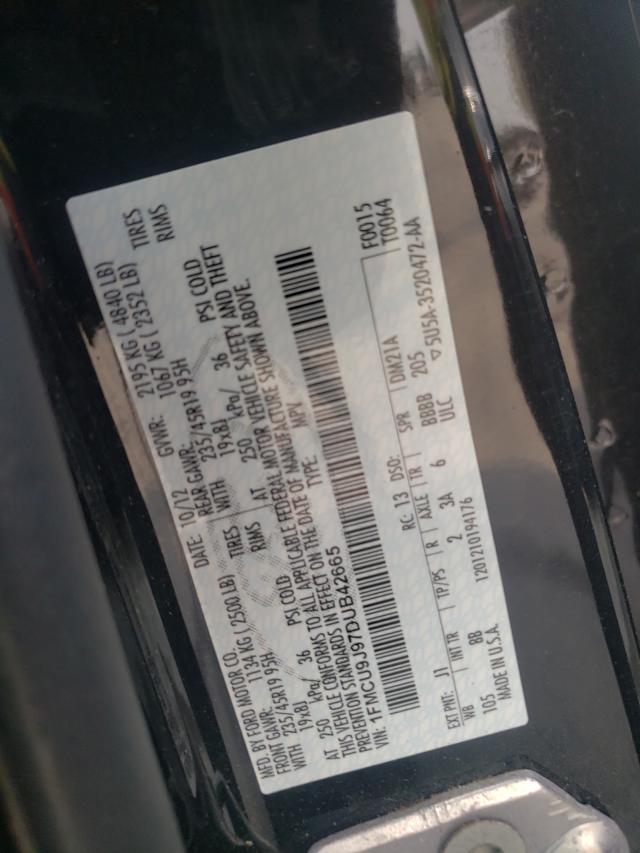 MFD. BY FORD MOTOR CO.
DATE: 10/12 GVWR: 2195 KG ( 4840 LB)
FRONT GAWR: 1134 KG ( 2500 LB) REAR GAWR: 1067 KG ( 2352 LB)
235/45R19 95H TIRES 235/45R19 95H TIRES
WITH 19x8J RIMS WITH 19x8J RIMS
AT 250 kPa/ 36 PSI COLD AT 250 kPa/ 36 PSI COLD
THIS VEHICLE CONFORMS TO ALL APPLICABLE FEDERAL MOTOR VEHICLE SAFETY AND THEFT
PREVENTION STANDARDS IN EFFECT ON THE DATE OF MANUFACTURE SHOWN ABOVE.
VIN: 1FMCU9J97DUB42665 TYPE: MPV
F0015
T0064
EXT PNT: J1 RC: 13 DSO:
WB INT TR TP/PS R AXLE TR SPR DM21A
105 BB 2 3A 6 BBBB 205
MADE IN U.S.A. 1201210194176 ULC ▽5U5A-3520472-AA